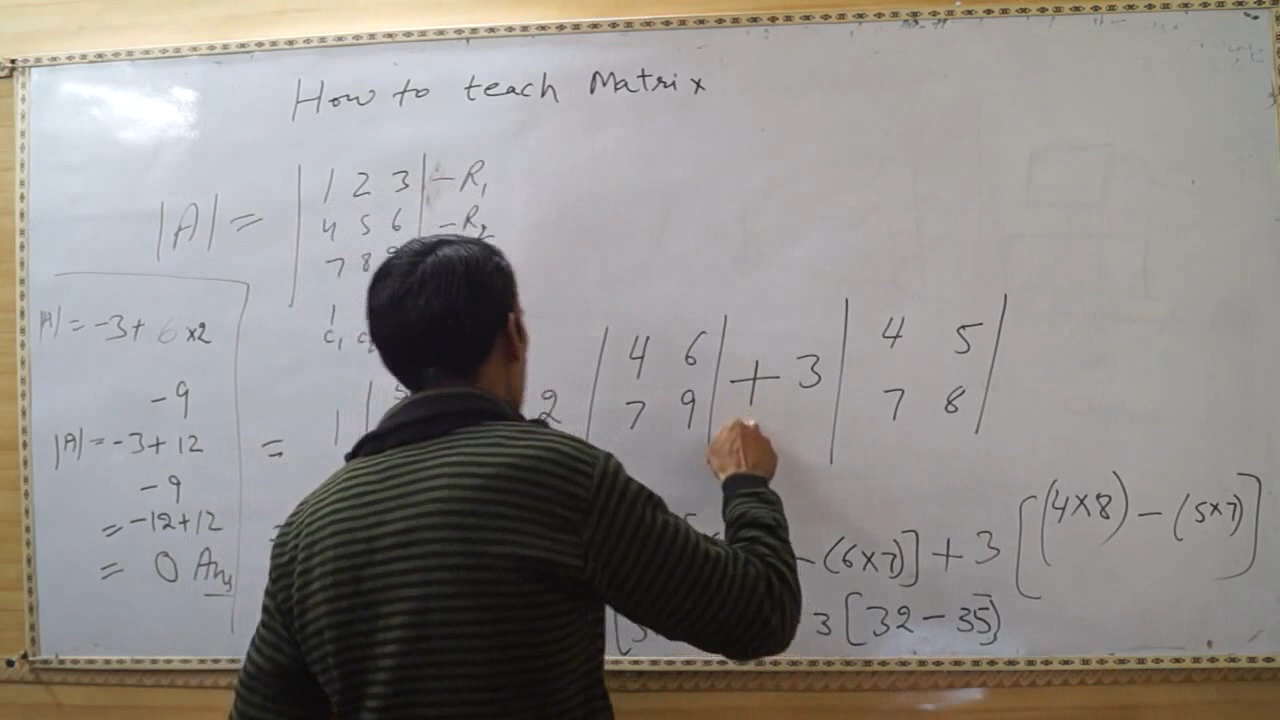 How to teach Matrix
|A| = | 1 2 3 | - R₁
4 5 6 - R₂
7 8
1
C₁ C₂
|A| = -3 + 6 x2
-9
|A| = -3 + 12
-9
= -12+12
= 0 Ans
= 1 | 2 | 4 6 | + 3 | 4 5 |
7 9 7 8
- (6x7)] + 3 [(4x8) - (5x7)]
3 [32 - 35]